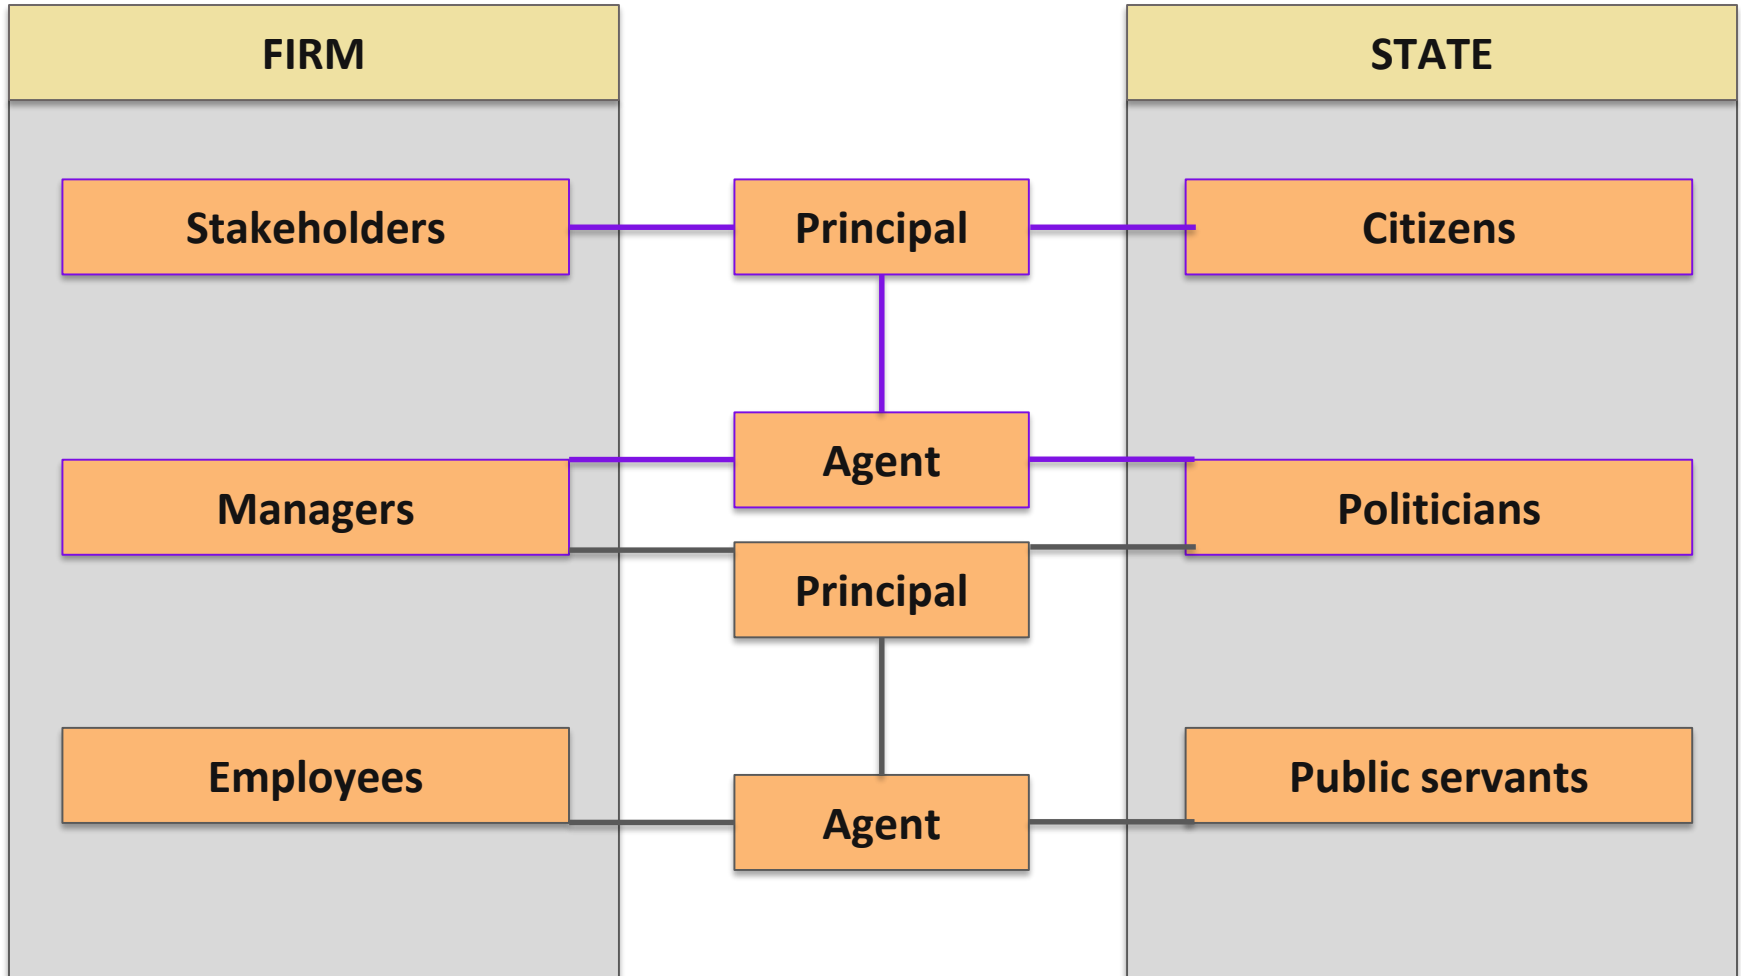 FIRM
STATE
Stakeholders
Principal
Citizens
Agent
Managers
Politicians
Principal
Employees
Public servants
Agent